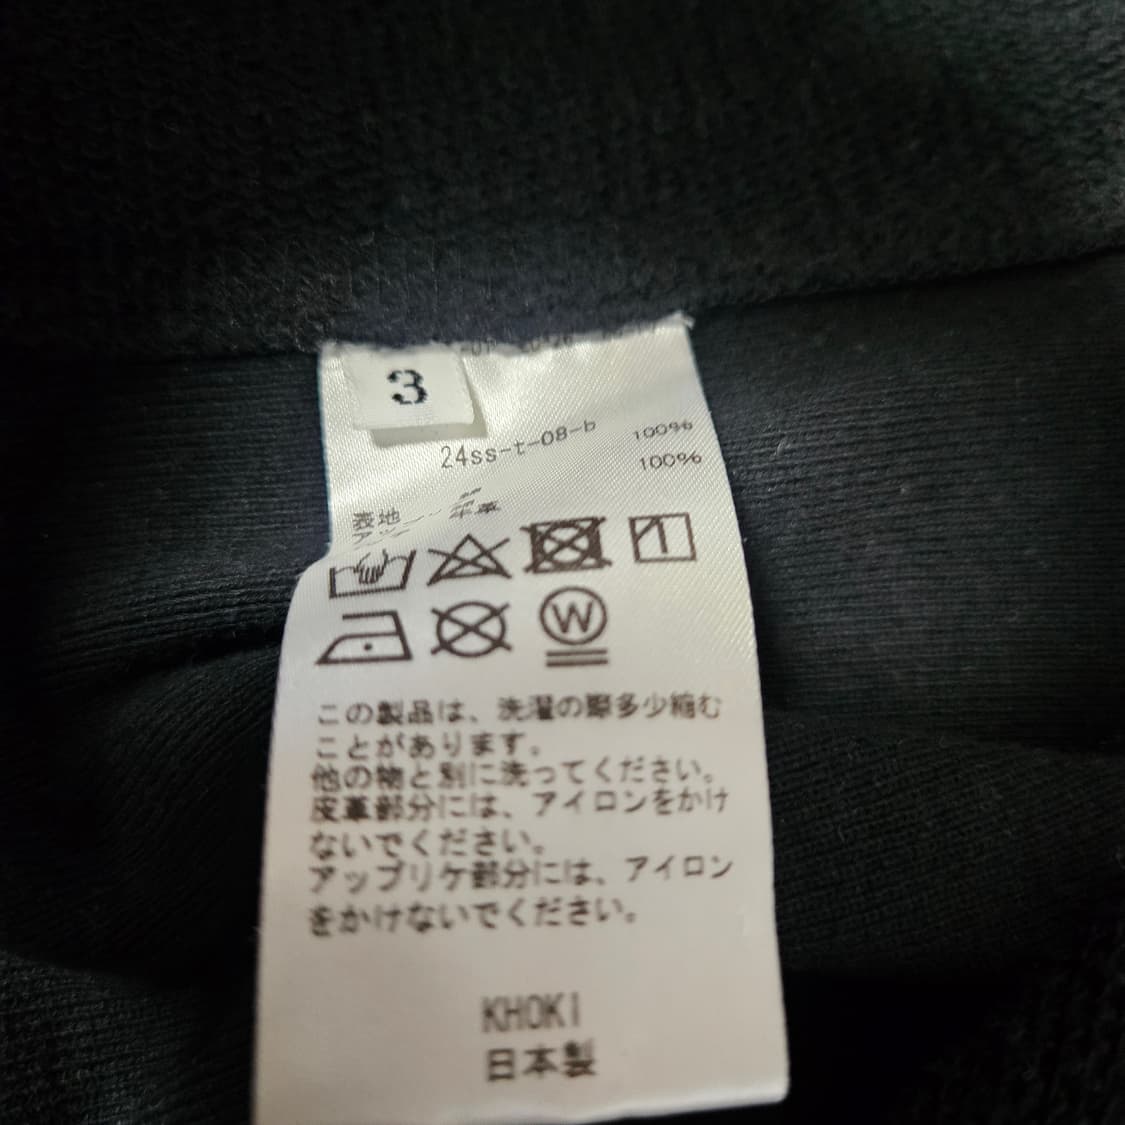 3
24ss-t-08-b
100%
100%
表地
W
この製品は、洗濯の際多少縮む
ことがあります。
他の物と別に洗ってください。
皮革部分には、アイロンをかけ
ないでください。
アップリケ部分には、アイロン
をかけないでください。
KHOKI
日本製